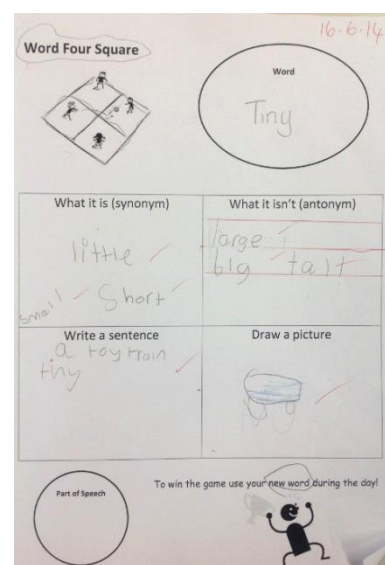 16.6.14
Word Four Square
Word
Tiny
What it is (synonym)
little
small
Short
What it isn't (antonym)
large
big tall
Write a sentence
a toy train
tiny
Draw a picture
Part of Speech
To win the game use your new word during the day!